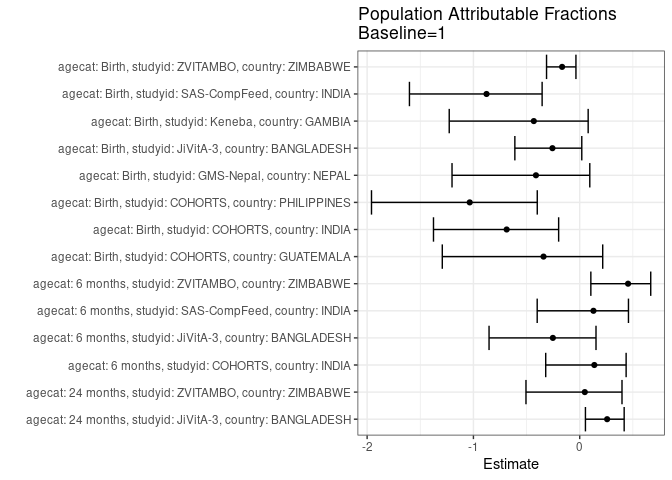 Population Attributable Fractions
Baseline=1
agecat: Birth, studyid: ZVITAMBO, country: ZIMBABWE
agecat: Birth, studyid: SAS-CompFeed, country: INDIA
agecat: Birth, studyid: Keneba, country: GAMBIA
agecat: Birth, studyid: JiVitA-3, country: BANGLADESH
agecat: Birth, studyid: GMS-Nepal, country: NEPAL
agecat: Birth, studyid: COHORTS, country: PHILIPPINES
agecat: Birth, studyid: COHORTS, country: INDIA
agecat: Birth, studyid: COHORTS, country: GUATEMALA
agecat: 6 months, studyid: ZVITAMBO, country: ZIMBABWE
agecat: 6 months, studyid: SAS-CompFeed, country: INDIA
agecat: 6 months, studyid: JiVitA-3, country: BANGLADESH
agecat: 6 months, studyid: COHORTS, country: INDIA
agecat: 24 months, studyid: ZVITAMBO, country: ZIMBABWE
agecat: 24 months, studyid: JiVitA-3, country: BANGLADESH
-2 -1 0
Estimate